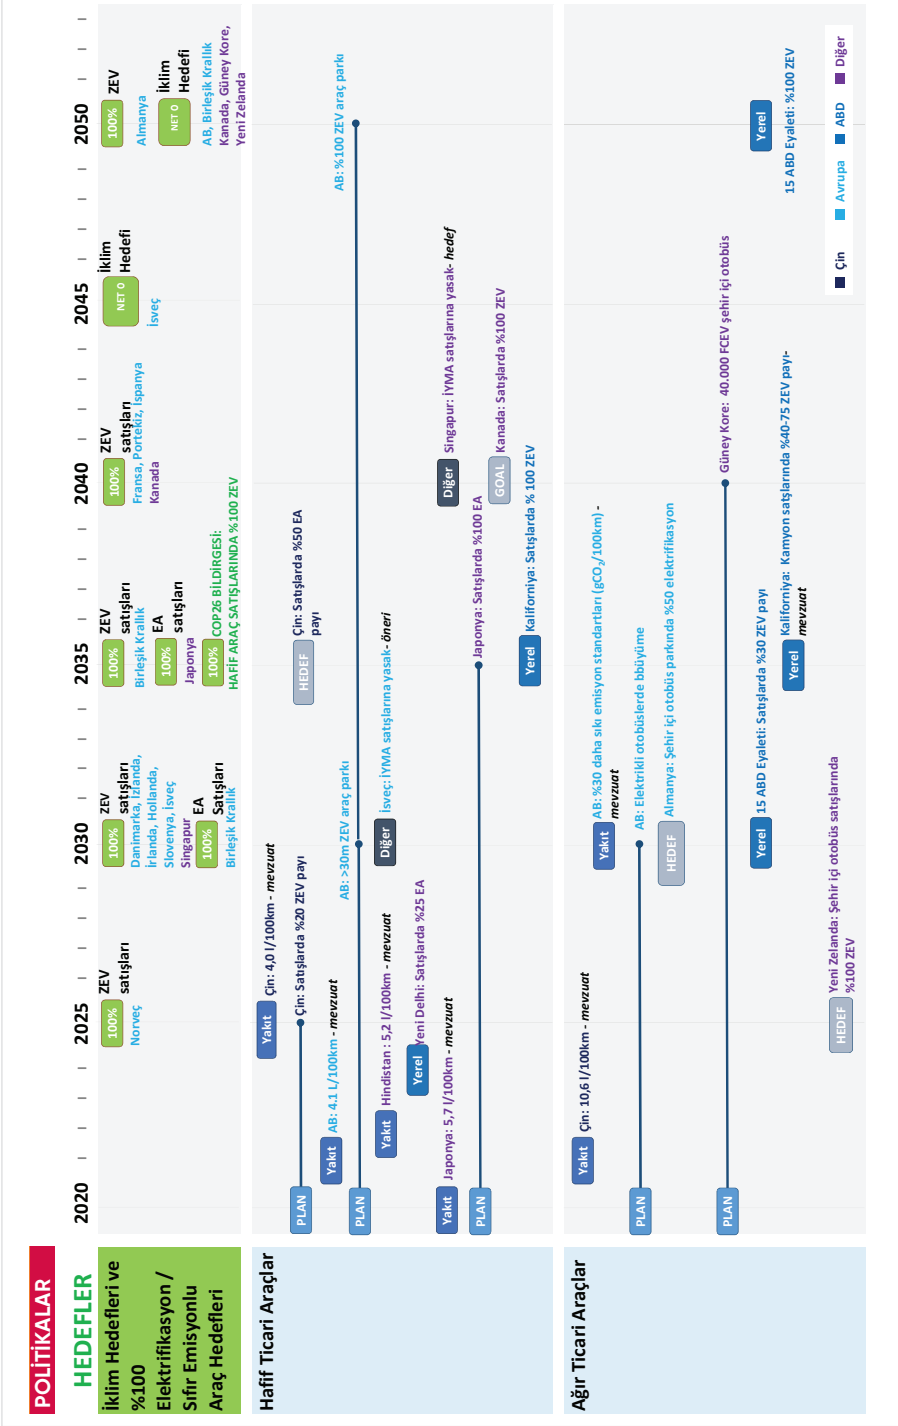 POLİTİKALAR
HEDEFLER
2020
2025
2030
2035
2040
2045
2050
İklim Hedefleri ve
%100
Elektrifikasyon /
Sıfır Emisyonlu
Araç Hedefleri
100%
ZEV
satışları
Norveç
100%
ZEV
satışları
Danimarka, İzlanda,
İrlanda, Hollanda,
Slovenya, İsveç
Singapur
100%
EA
Satışları
Birleşik Krallık
100%
ZEV
satışları
Birleşik Krallık
100%
EA
satışları
Japonya
100%
COP26 BİLDİRGESİ:
HAFİF ARAÇ SATIŞLARINDA %100 ZEV
100%
ZEV
satışları
Fransa, Portekiz, İspanya
Kanada
NET 0
İklim
Hedefi
İsveç
100%
ZEV
Almanya
NET 0
İklim
Hedefi
AB, Birleşik Krallık
Kanada, Güney Kore,
Yeni Zelanda
Hafif Ticari Araçlar
Yakıt
Çin: 4,0 l/100km - mevzuat
PLAN
Çin: Satışlarda %20 ZEV payı
HEDEF
Çin: Satışlarda %50 EA
payı
Yakıt
AB: 4.1 L/100km - mevzuat
PLAN
AB: >30m ZEV araç parkı
AB: %100 ZEV araç parkı
Yakıt
Hindistan : 5,2 l/100km - mevzuat
Diğer
İsveç: İYMA satışlarına yasak- öneri
Yerel
Yeni Delhi: Satışlarda %25 EA
Yakıt
Japonya: 5,7 l/100km - mevzuat
Diğer
Singapur: İYMA satışlarına yasak- hedef
PLAN
Japonya: Satışlarda %100 EA
GOAL
Kanada: Satışlarda %100 ZEV
Yerel
Kaliforniya: Satışlarda % 100 ZEV
Ağır Ticari Araçlar
Yakıt
Çin: 10,6 l/100km - mevzuat
Yakıt
AB: %30 daha sıkı emisyon standartları (gCO₂/100km) -
mevzuat
PLAN
AB: Elektrikli otobüslerde bbüyüme
HEDEF
Almanya: Şehir içi otobüs parkında %50 elektrifikasyon
PLAN
Güney Kore: 40.000 FCEV şehir içi otobüs
Yerel
15 ABD Eyaleti: Satışlarda %30 ZEV payı
Yerel
15 ABD Eyaleti: %100 ZEV
Yerel
Kaliforniya: Kamyon satşlarında %40-75 ZEV payı-
mevzuat
HEDEF
Yeni Zelanda: Şehir içi otobüs satışlarında
%100 ZEV
Çin
Avrupa
ABD
Diğer